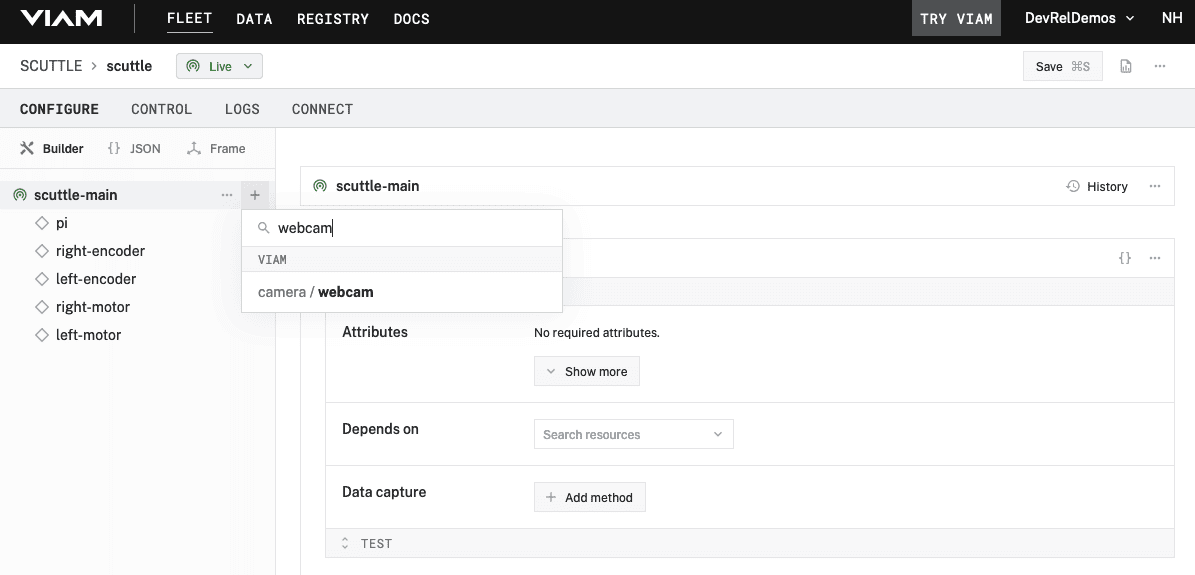 VIAM FLEET DATA REGISTRY DOCS TRY VIAM DevRelDemos NH
SCUTTLE > scuttle Live Save ⌘S
CONFIGURE CONTROL LOGS CONNECT
Builder {} JSON Frame
scuttle-main ... +
scuttle-main History ...
pi
webcam
right-encoder
VIAM
{} ...
left-encoder
camera / webcam
right-motor
left-motor
Attributes No required attributes.
Show more
Depends on Search resources
Data capture + Add method
TEST